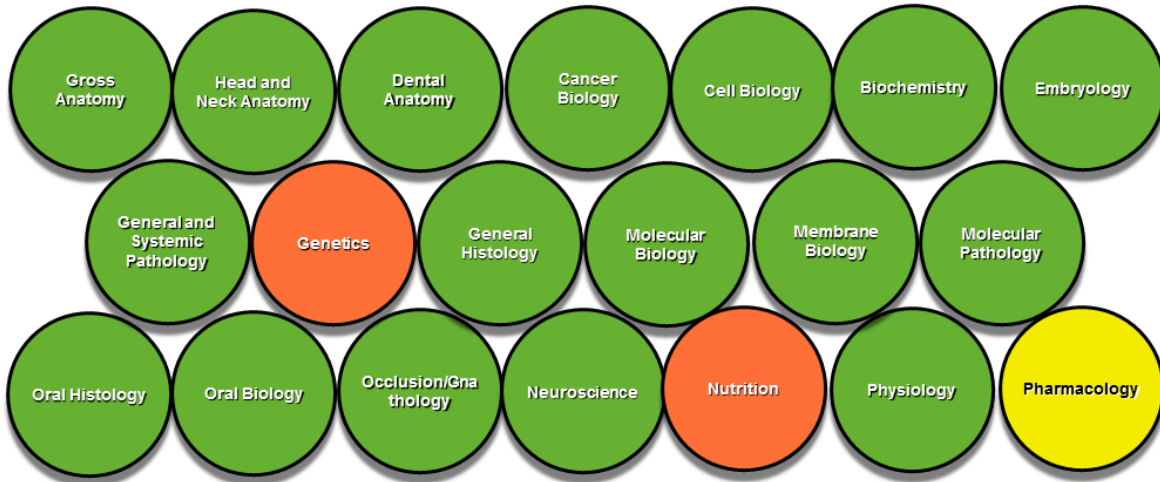 Gross
Anatomy
Head and
Neck Anatomy
Dental
Anatomy
Cancer
Biology
Cell Biology
Biochemistry
Embryology
General and
Systemic
Pathology
Genetics
General
Histology
Molecular
Biology
Membrane
Biology
Molecular
Pathology
Oral Histology
Oral Biology
Occlusion/Gna
thology
Neuroscience
Nutrition
Physiology
Pharmacology